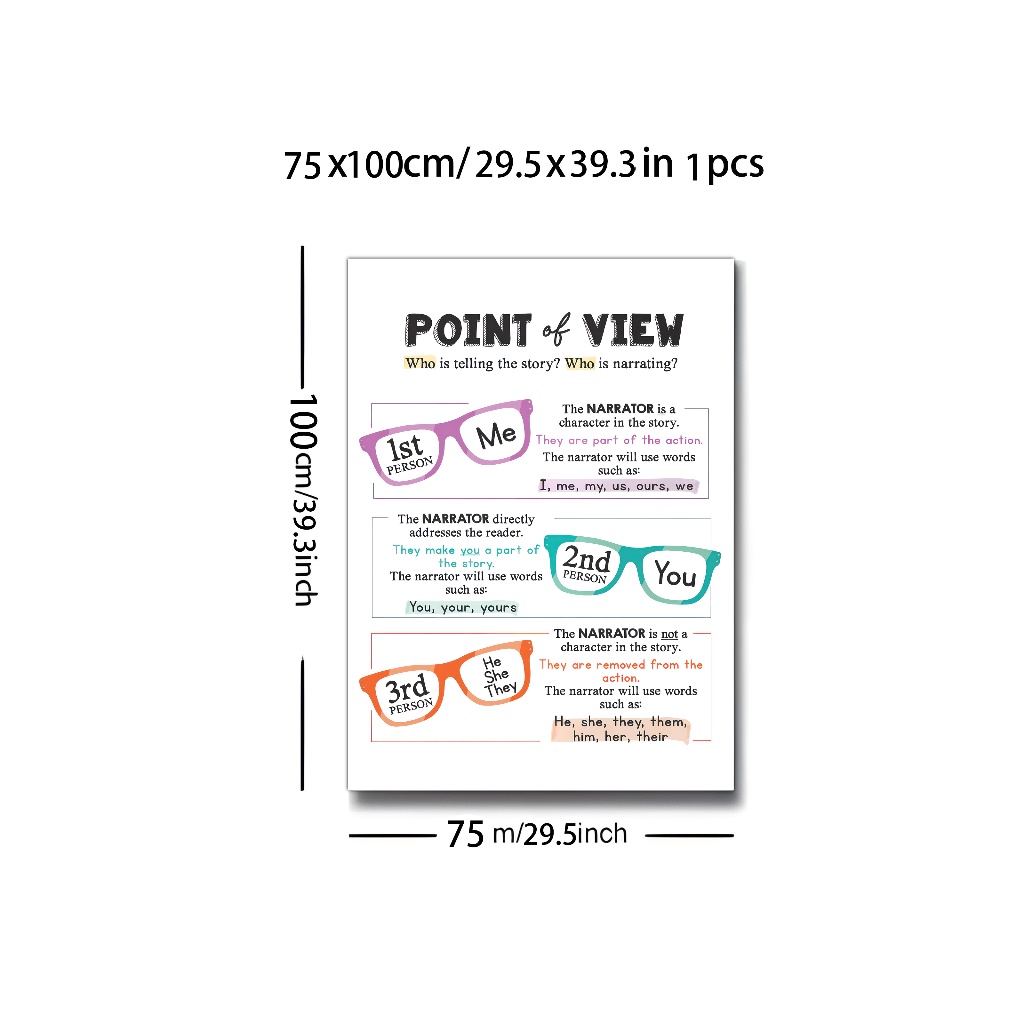 75x100cm/ 29.5x39.3in 1pcs
100cm/39.3inch
POINT of VIEW
Who is telling the story? Who is narrating?
1st
PERSON
Me
The NARRATOR is a
character in the story.
They are part of the action.
The narrator will use words
such as:
I, me, my, us, ours, we
The NARRATOR directly
addresses the reader.
They make you a part of
the story.
The narrator will use words
such as:
You, your, yours
2nd
PERSON
You
3rd
PERSON
He
She
They
The NARRATOR is not a
character in the story.
They are removed from the
action.
The narrator will use words
such as:
He, she, they, them,
him, her, their
75 m/29.5inch